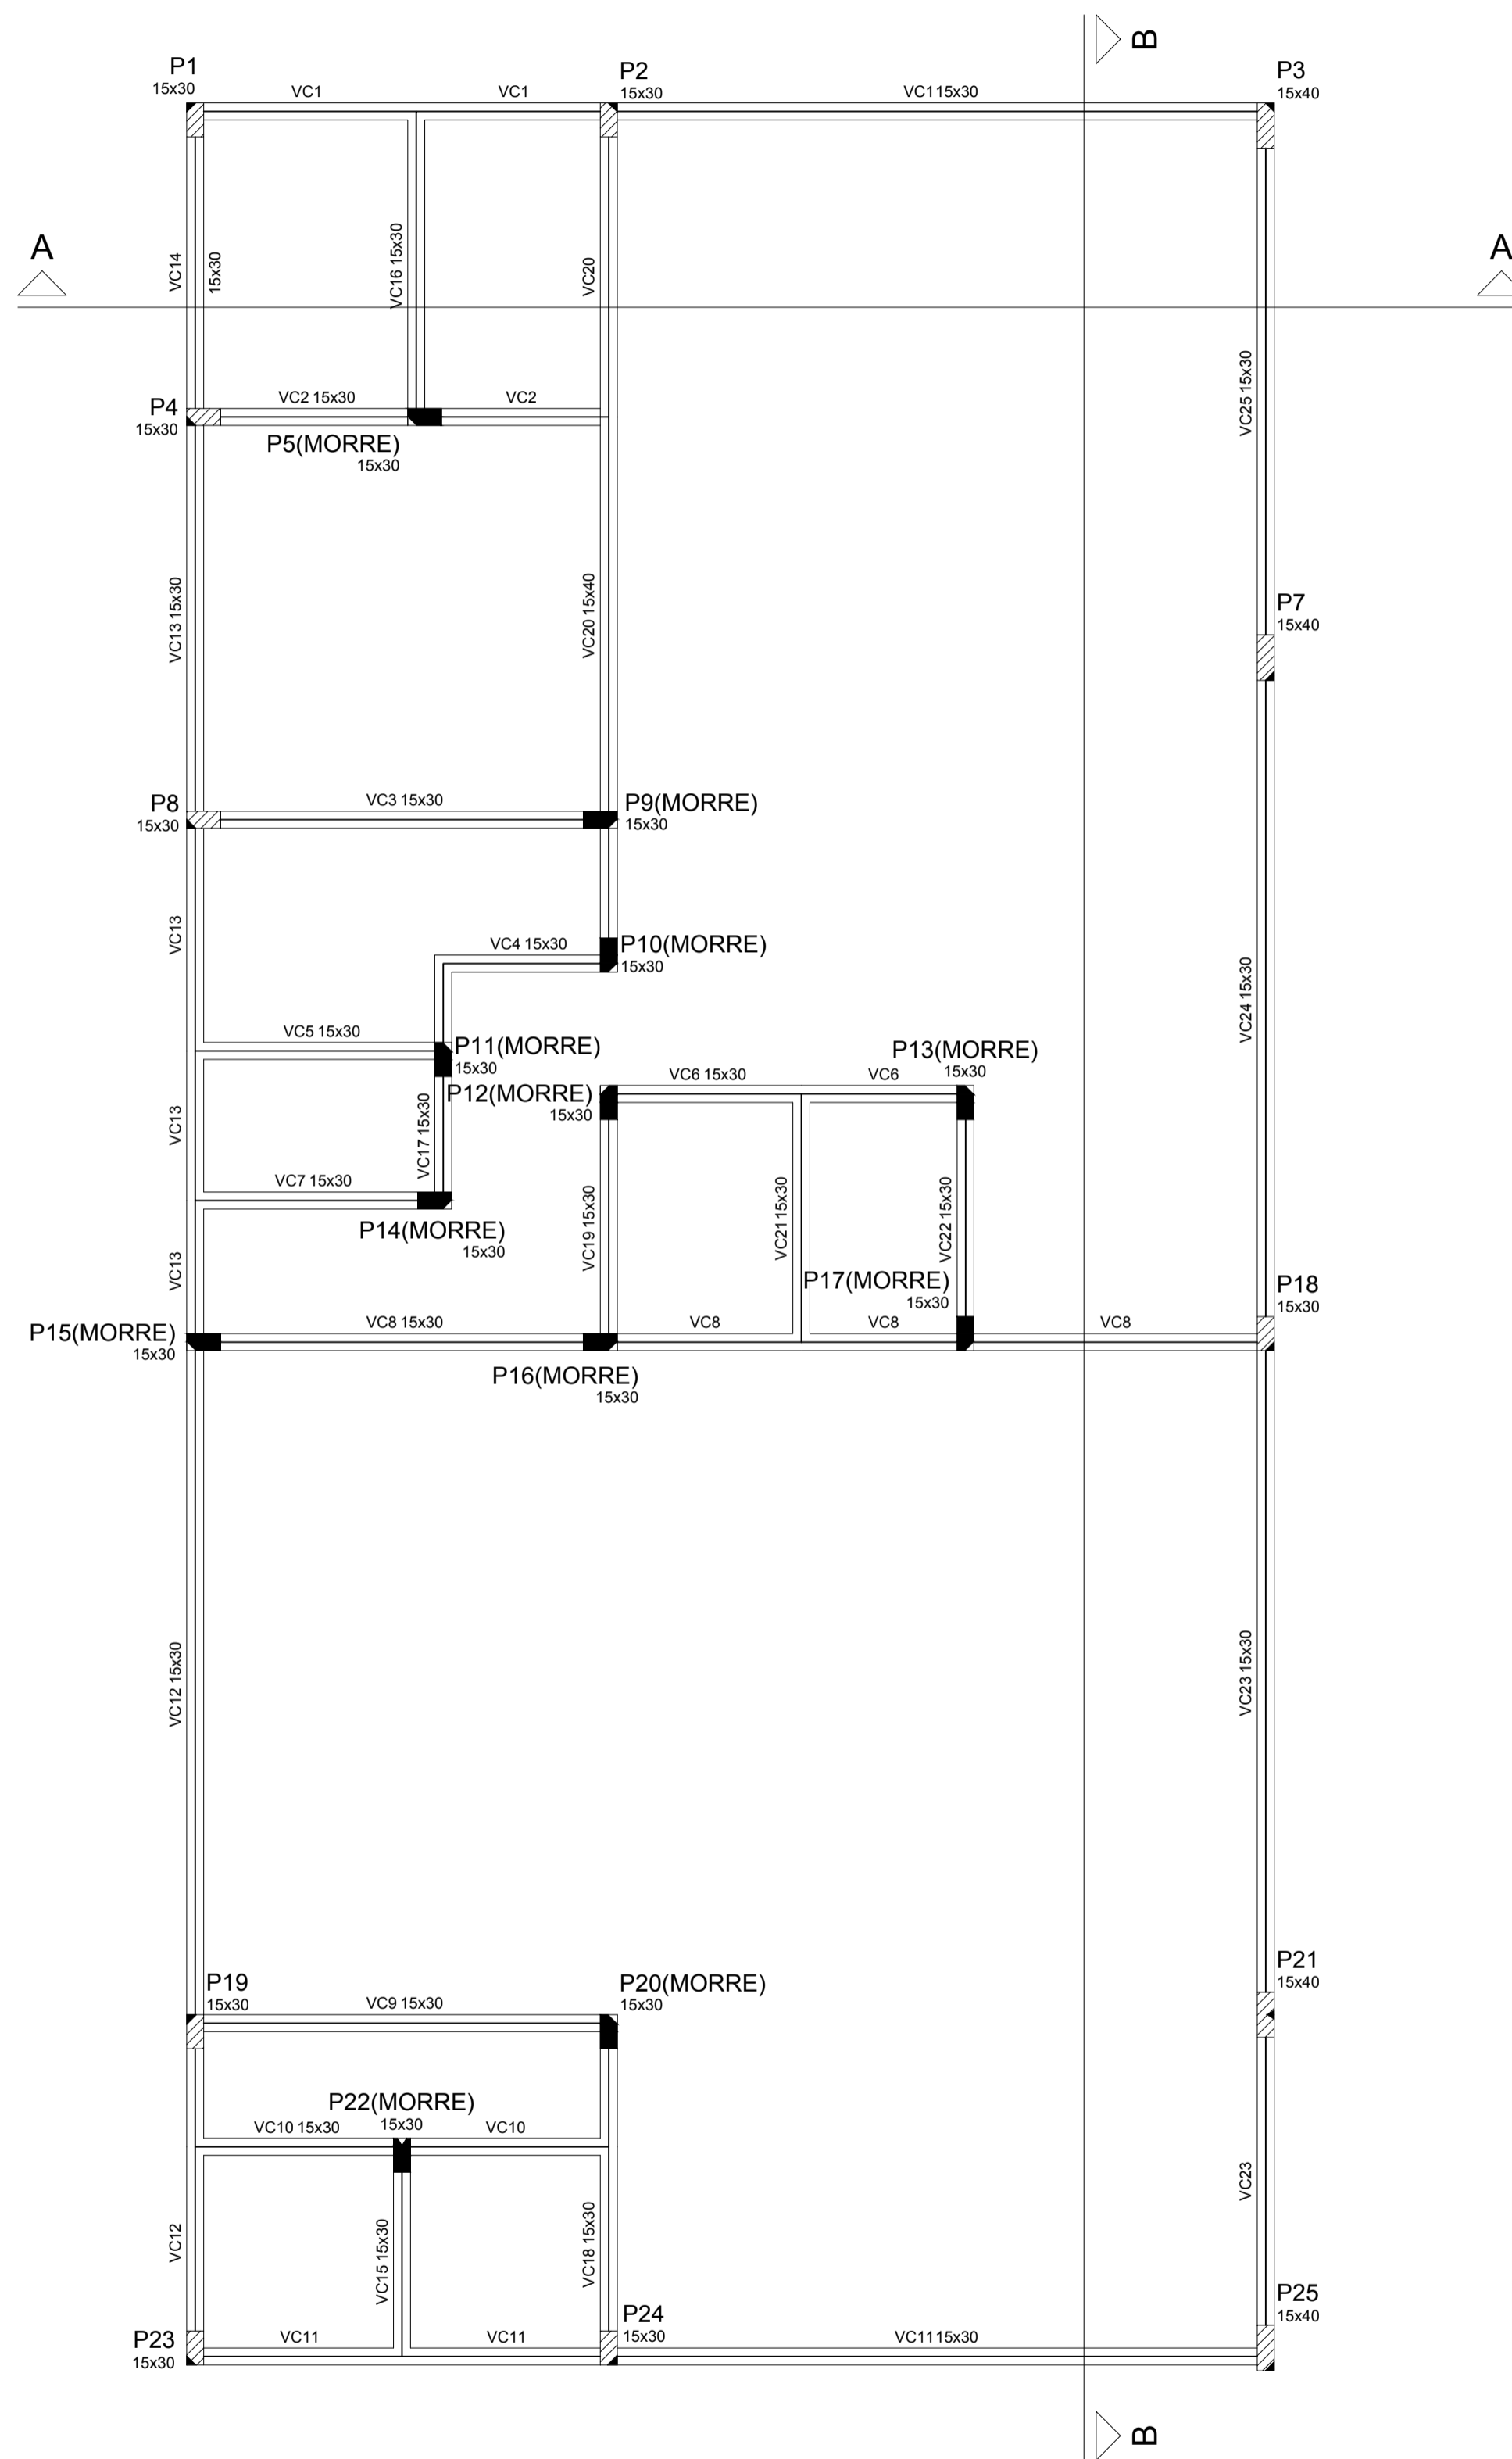 B
P1
15x30
VC1
VC1
P2
15x30
VC1 15x30
P3
15x40
A
A
VC14
15x30
VC16 15x30
VC20
VC25 15x30
P4
15x30
VC2 15x30
VC2
P5(MORRE)
15x30
VC13 15x30
VC20 15x40
P7
15x40
P8
15x30
VC3 15x30
P9(MORRE)
15x30
VC13
VC4 15x30
P10(MORRE)
15x30
VC24 15x30
VC5 15x30
P11(MORRE)
15x30
P13(MORRE)
15x30
VC6 15x30
VC6
P12(MORRE)
15x30
VC13
VC17 15x30
VC7 15x30
P14(MORRE)
15x30
VC19 15x30
VC21 15x30
VC22 15x30
VC13
P17(MORRE)
15x30
P18
15x30
P15(MORRE)
15x30
VC8 15x30
VC8
VC8
VC8
P16(MORRE)
15x30
VC12 15x30
VC23 15x30
P19
15x30
VC9 15x30
P20(MORRE)
15x30
P21
15x40
P22(MORRE)
15x30
VC10 15x30
VC10
VC23
VC12
VC15 15x30
VC18 15x30
P23
15x30
VC11
VC11
P24
15x30
VC11 15x30
P25
15x40
B